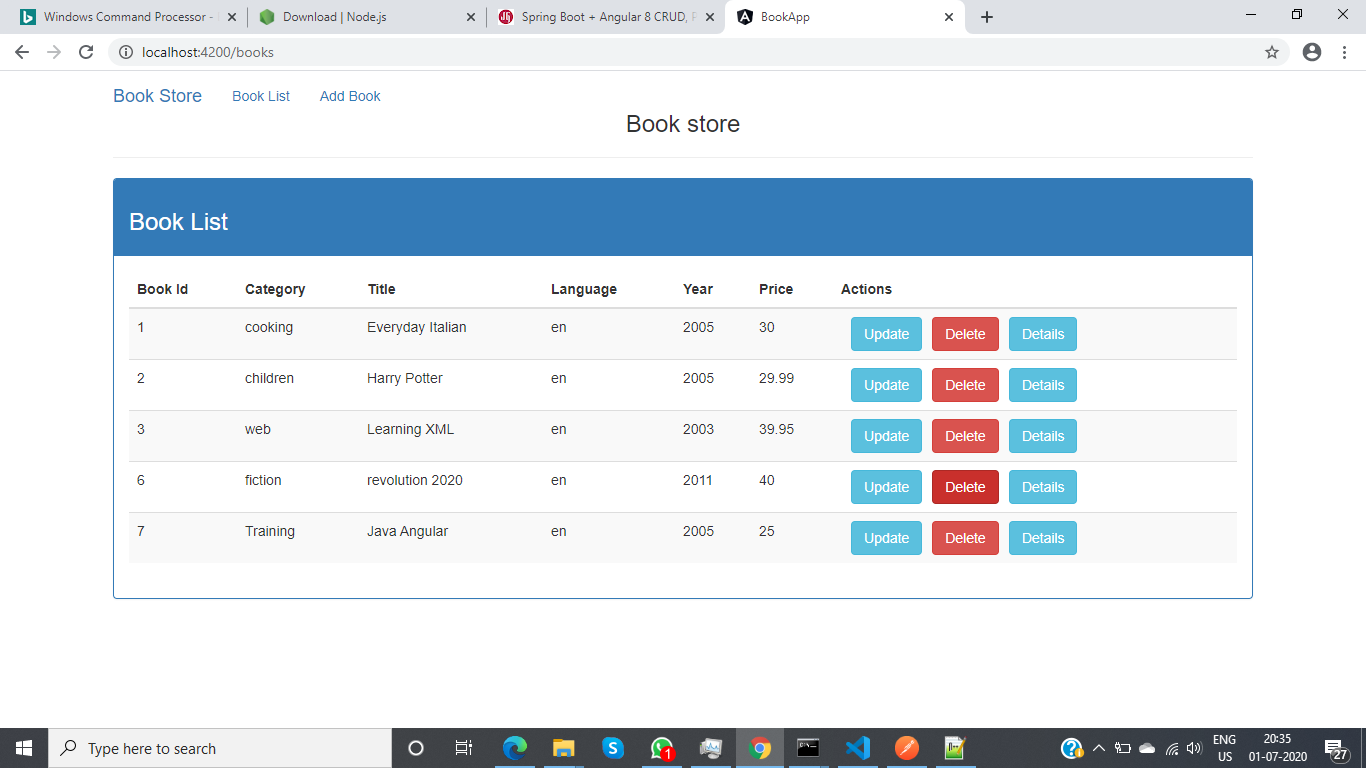 Windows Command Processor -
Download | Node.js
Spring Boot + Angular 8 CRUD,
BookApp
localhost:4200/books
Book Store Book List Add Book
Book store
Book List
Book Id Category Title Language Year Price Actions
1 cooking Everyday Italian en 2005 30 Update Delete Details
2 children Harry Potter en 2005 29.99 Update Delete Details
3 web Learning XML en 2003 39.95 Update Delete Details
6 fiction revolution 2020 en 2011 40 Update Delete Details
7 Training Java Angular en 2005 25 Update Delete Details
Type here to search
1
ENG
US
20:35
01-07-2020
27